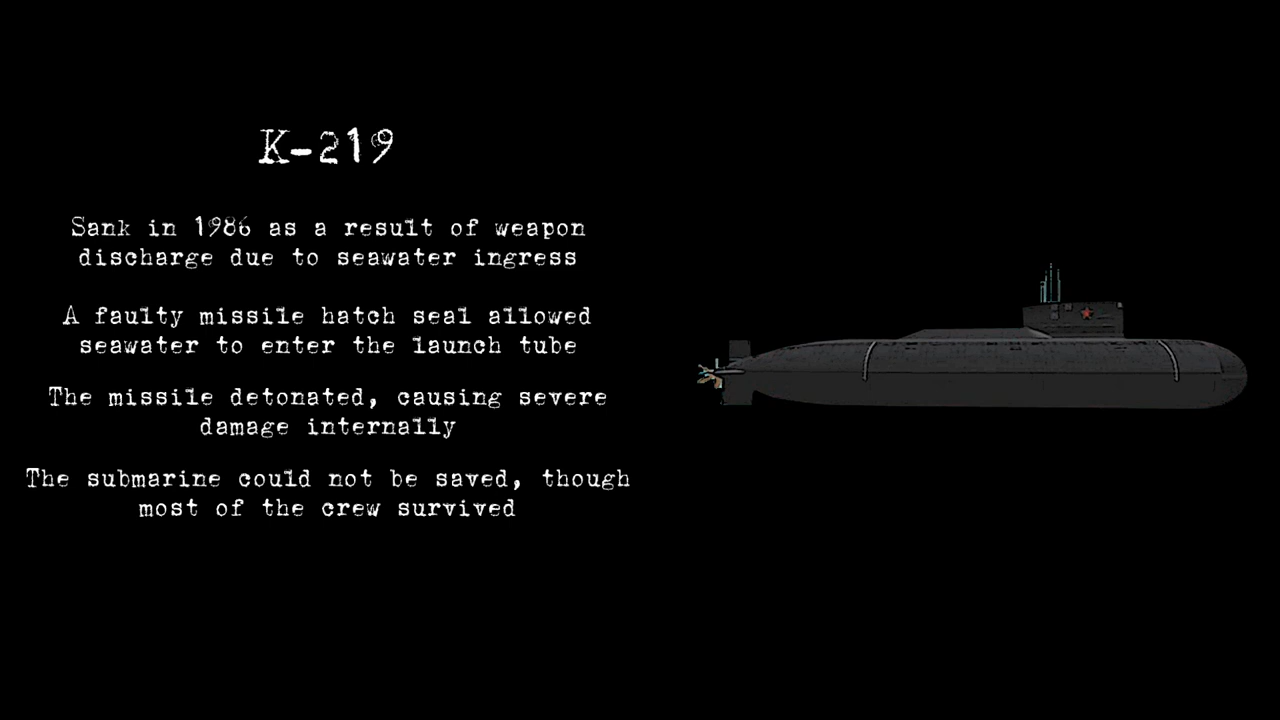 K-219
Sank in 1986 as a result of weapon
discharge due to seawater ingress
A faulty missile hatch seal allowed
seawater to enter the launch tube
The missile detonated, causing severe
damage internally
The submarine could not be saved, though
most of the crew survived